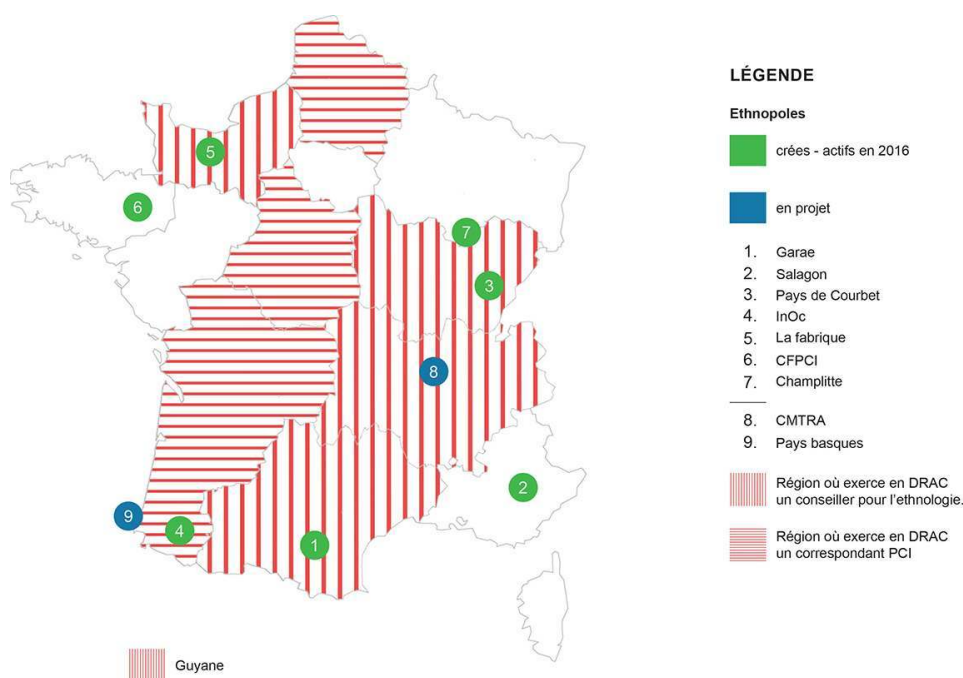 LÉGENDE
Ethnopoles
crées - actifs en 2016
en projet
1. Garae
2. Salagon
3. Pays de Courbet
4. InOc
5. La fabrique
6. CFPCI
7. Champlitte
8. CMTRA
9. Pays basques
Région où exerce en DRAC
un conseiller pour l'ethnologie.
Région où exerce en DRAC
un correspondant PCI
5
6
7
3
8
2
9
4
1
Guyane